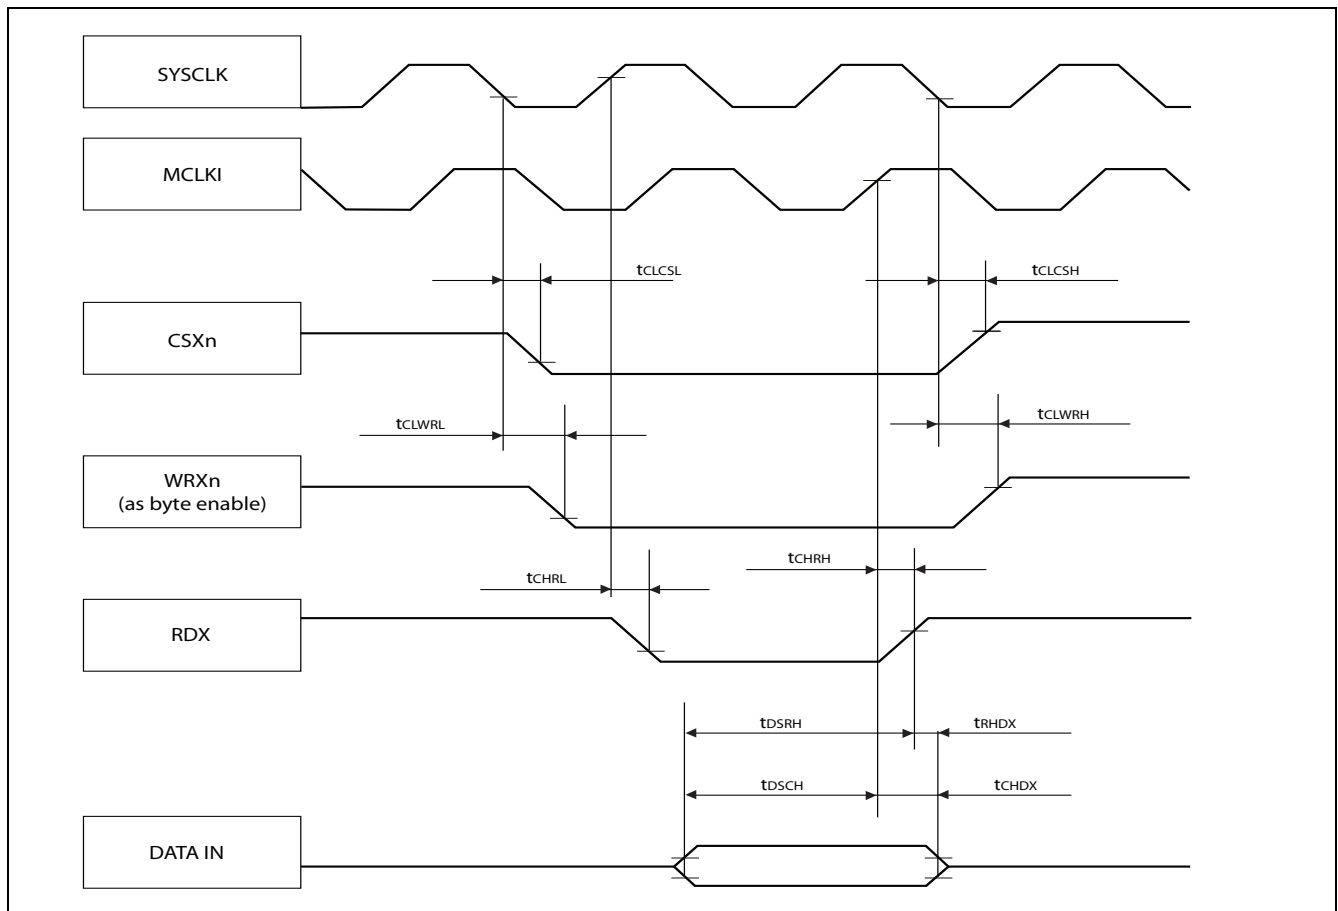 SYSCLK
MCLKI
tCLCSL
tCLCSH
CSXn
tCLWRL
tCLWRH
WRXn
(as byte enable)
tCHRH
tCHRL
RDX
tDSRH
tRHDX
tDSCH
tCHDX
DATA IN